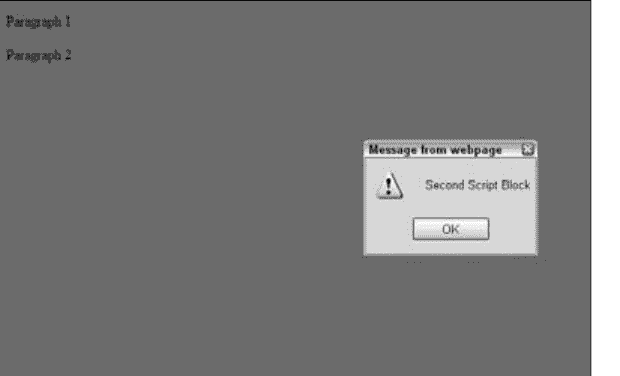 Paragraph 1
Paragraph 2
Message from webpage
Second Script Block
OK